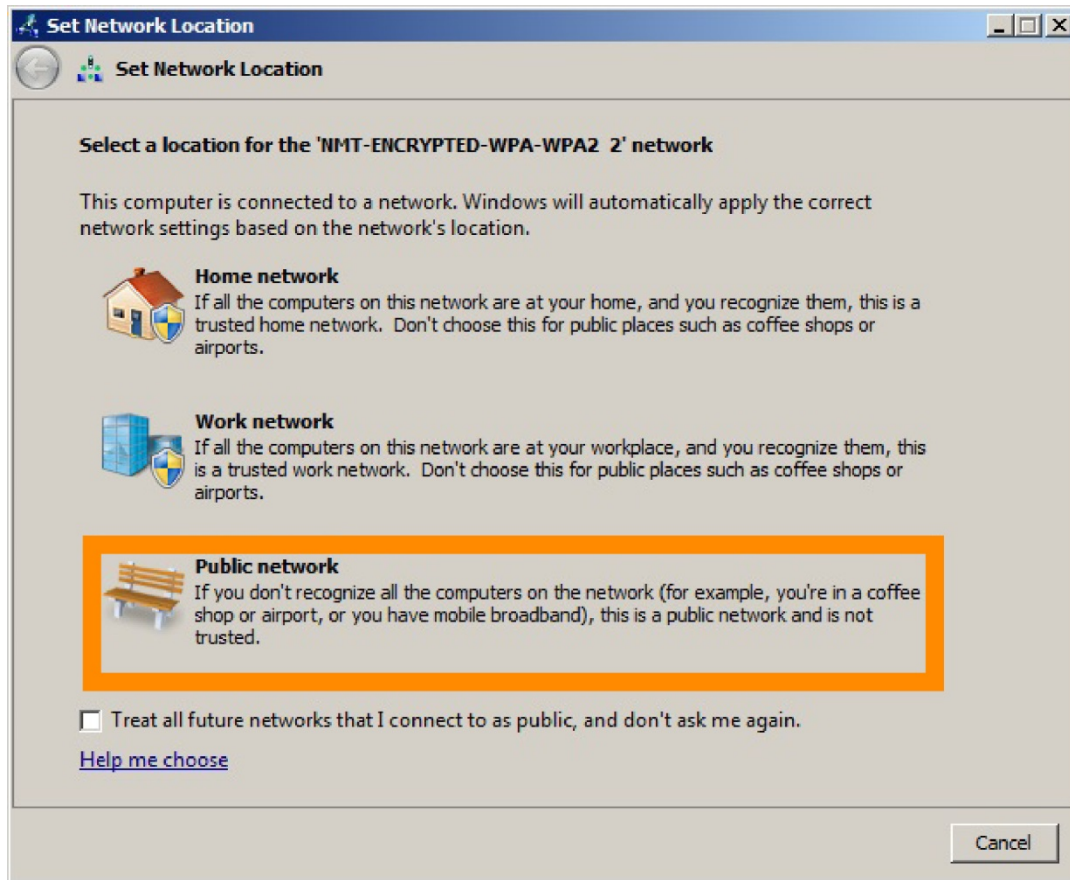 Set Network Location
Set Network Location
Select a location for the 'NMT-ENCRYPTED-WPA-WPA2 2' network
This computer is connected to a network. Windows will automatically apply the correct
network settings based on the network's location.
Home network
If all the computers on this network are at your home, and you recognize them, this is a
trusted home network. Don't choose this for public places such as coffee shops or
airports.
Work network
If all the computers on this network are at your workplace, and you recognize them, this
is a trusted work network. Don't choose this for public places such as coffee shops or
airports.
Public network
If you don't recognize all the computers on the network (for example, you're in a coffee
shop or airport, or you have mobile broadband), this is a public network and is not
trusted.
Treat all future networks that I connect to as public, and don't ask me again.
Help me choose
Cancel